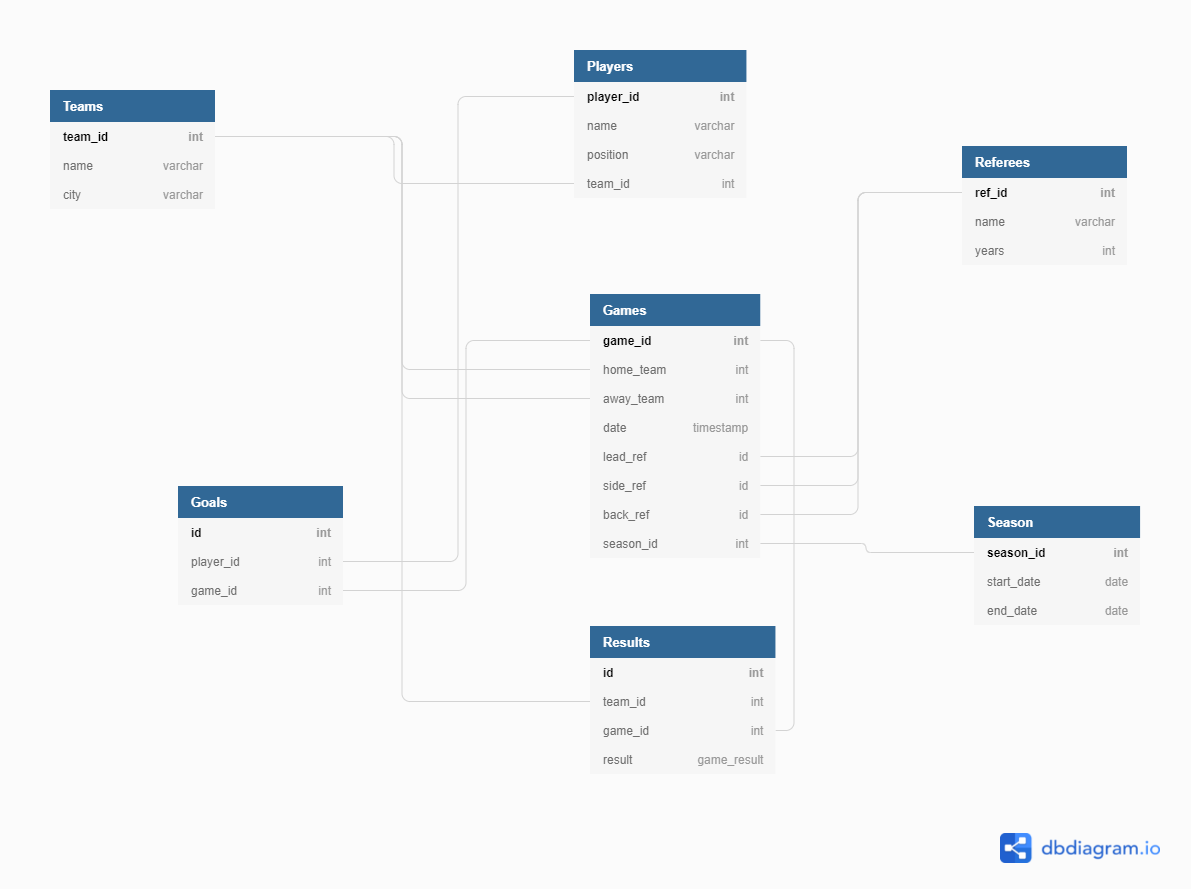 Teams
team_id int
name varchar
city varchar
Players
player_id int
name varchar
position varchar
team_id int
Referees
ref_id int
name varchar
years int
Games
game_id int
home_team int
away_team int
date timestamp
lead_ref id
side_ref id
back_ref id
season_id int
Goals
id int
player_id int
game_id int
Season
season_id int
start_date date
end_date date
Results
id int
team_id int
game_id int
result game_result
dbdiagram.io